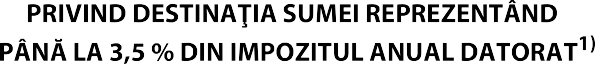 PRIVIND DESTINAŢIA SUMEI REPREZENTÂND
PÂNĂ LA 3,5 % DIN IMPOZITUL ANUAL DATORAT1)